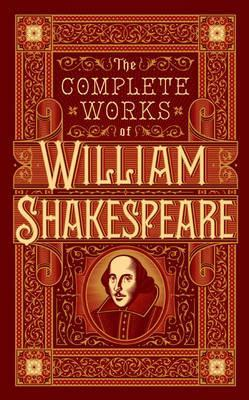 The
COMPLETE
WORKS
of
WILLIAM
SHAKESPEARE